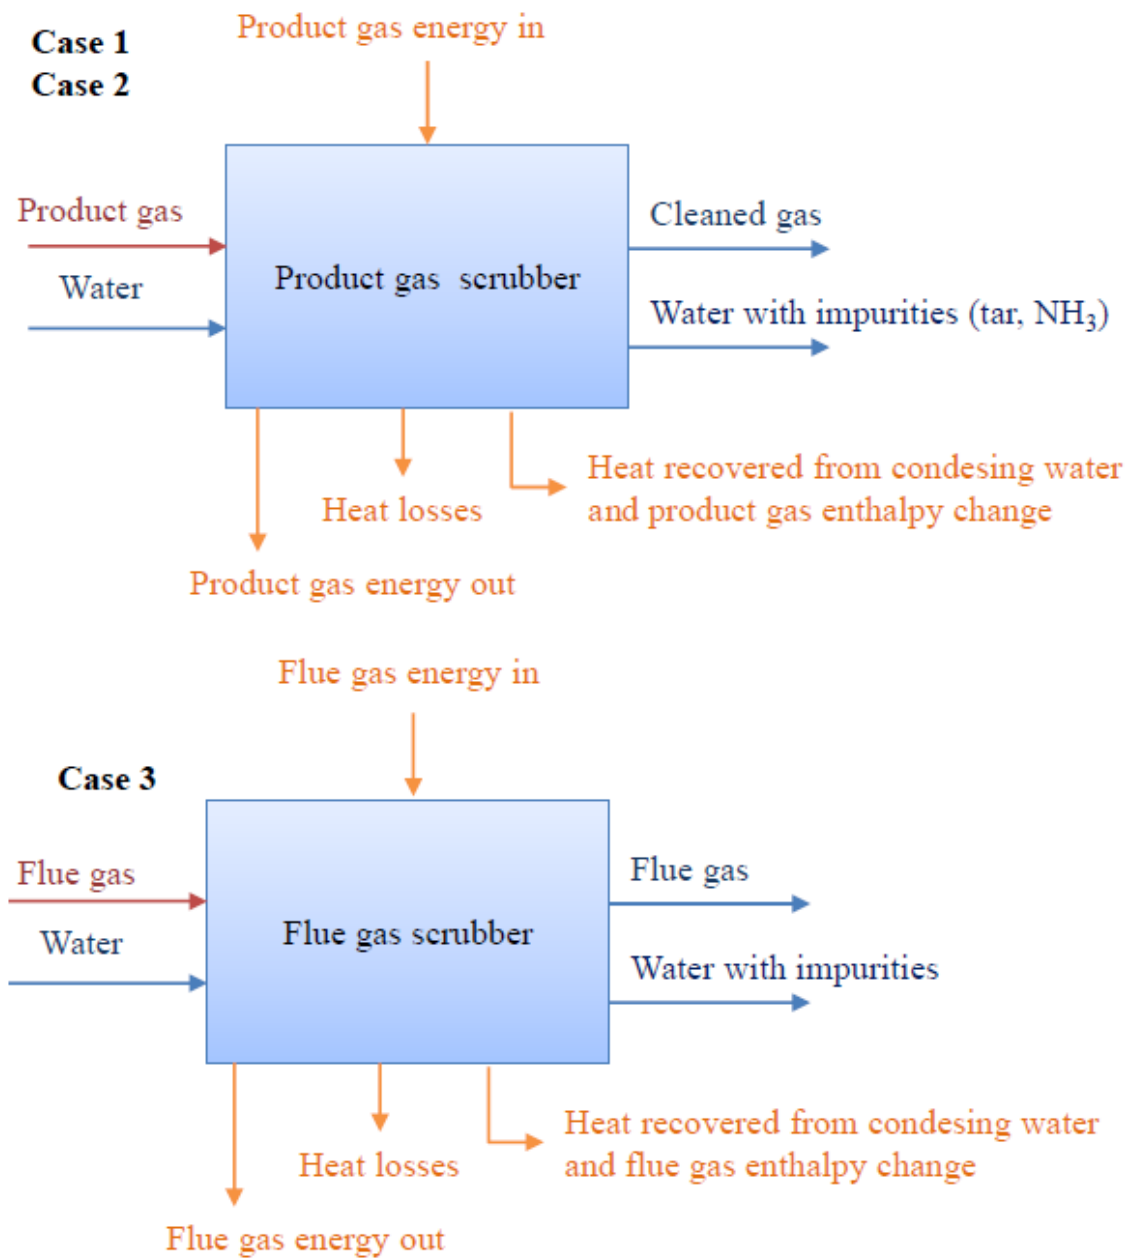 Case 1
Case 2
Product gas energy in
Product gas
Water
Product gas scrubber
Cleaned gas
Water with impurities (tar, NH₃)
Heat recovered from condesing water
and product gas enthalpy change
Heat losses
Product gas energy out
Flue gas energy in
Case 3
Flue gas
Water
Flue gas scrubber
Flue gas
Water with impurities
Heat recovered from condesing water
and flue gas enthalpy change
Heat losses
Flue gas energy out